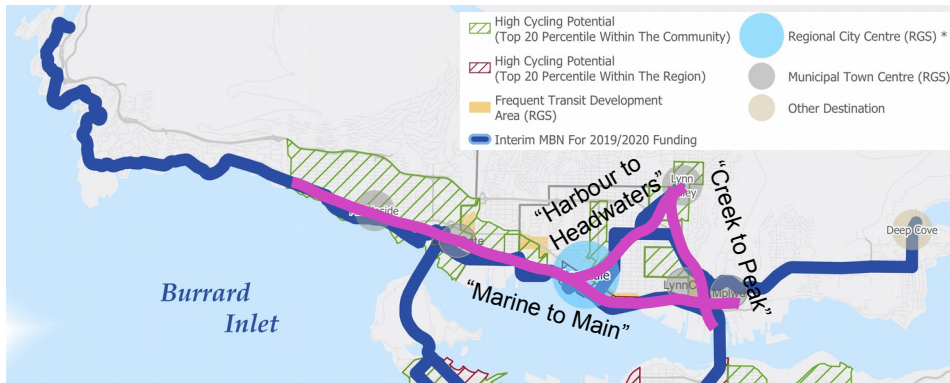 High Cycling Potential
(Top 20 Percentile Within The Community)
High Cycling Potential
(Top 20 Percentile Within The Region)
Frequent Transit Development
Area (RGS)
Interim MBN For 2019/2020 Funding
Regional City Centre (RGS) *
Municipal Town Centre (RGS)
Other Destination
"Harbour to
Headwaters"
Lynn
"Creek to Peak"
Deep Cove
"Marine to Main"
Burrard
Inlet